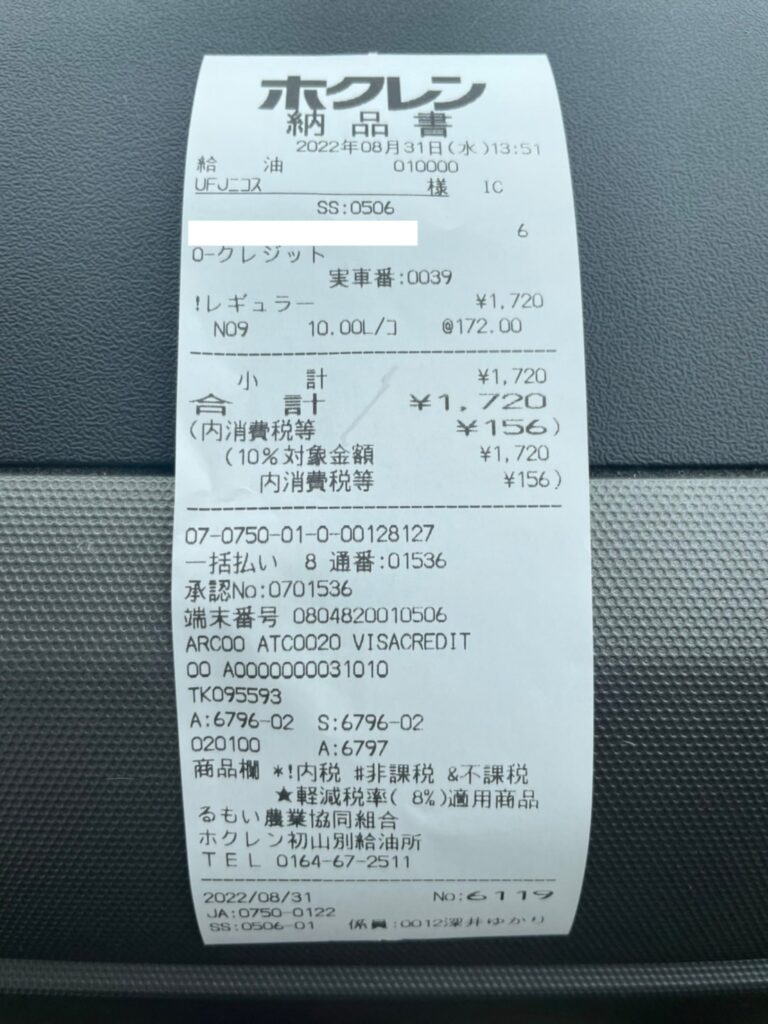 ホクレン
納品書
2022年08月31日(水)13:51
給 油 010000
UFJニコス 様 IC
SS:0506
6
0-クレジット
実車番:0039
!レギュラー ¥1,720
N09 10.00L/コ @172.00
小 計 ¥1,720
合 計 ¥1,720
(内消費税等 ¥156)
(10%対象金額 ¥1,720
内消費税等 ¥156)
07-0750-01-0-00128127
一括払い 8 通番:01536
承認No:0701536
端末番号 0804820010506
ARC00 ATC0020 VISACREDIT
00 A0000000031010
TK095593
A:6796-02 S:6796-02
020100 A:6797
商品欄 *!内税 #非課税 &不課税
★軽減税率( 8%)適用商品
るもい農業協同組合
ホクレン初山別給油所
TEL 0164-67-2511
2022/08/31 No:6119
JA:0750-0122
SS:0506-01 係員:0012深井ゆかり